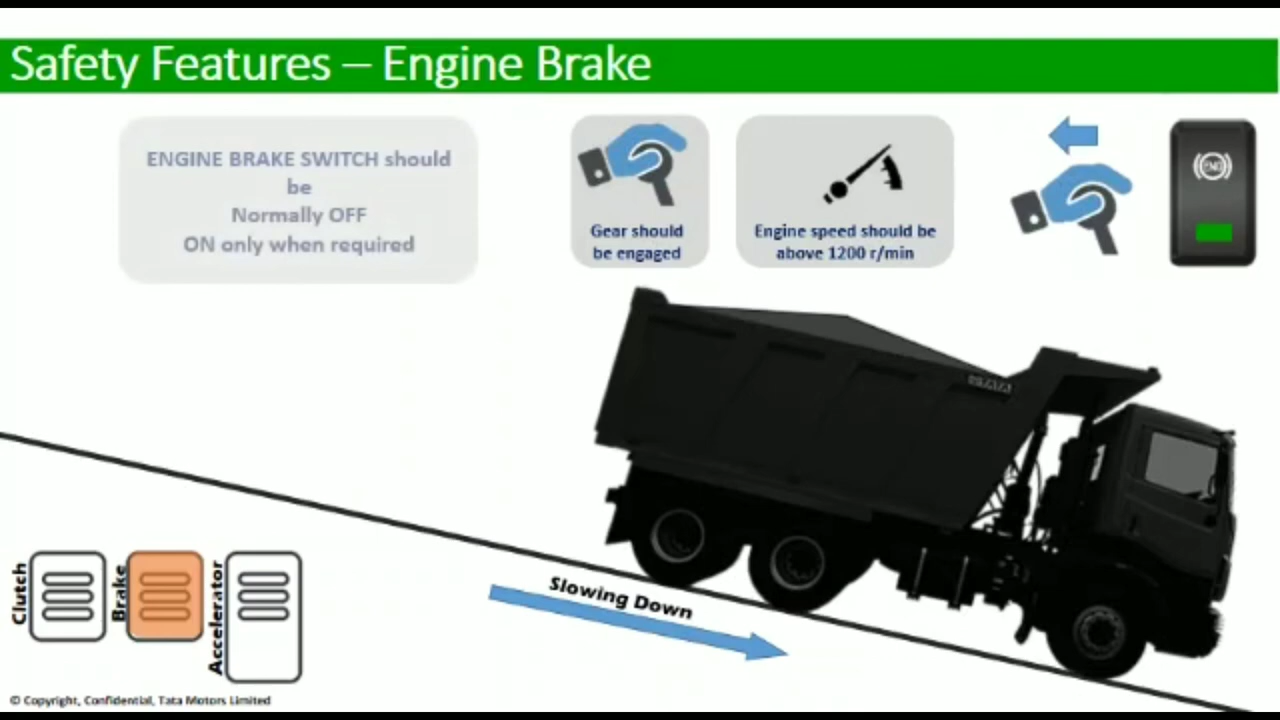 Safety Features – Engine Brake
ENGINE BRAKE SWITCH should
be
Normally OFF
ON only when required
Gear should
be engaged
Engine speed should be
above 1200 r/min
ENG
Slowing Down
Clutch
Brake
Accelerator
© Copyright, Confidential, Tata Motors Limited